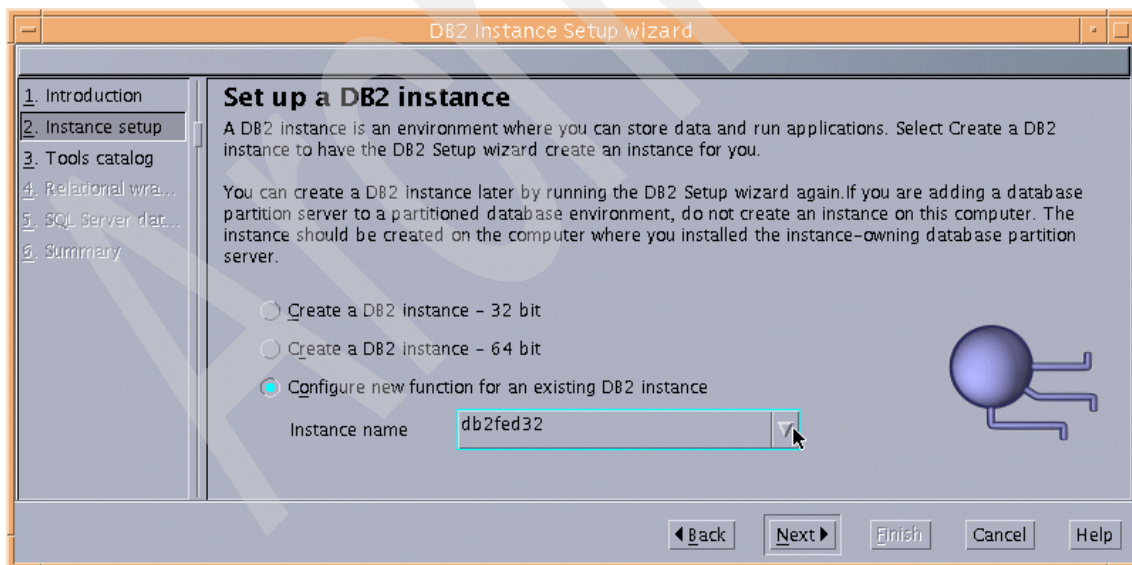 DB2 Instance Setup wizard
1. Introduction
2. Instance setup
3. Tools catalog
4. Relational wra...
5. SQL Server dat...
6. Summary
Set up a DB2 instance
A DB2 instance is an environment where you can store data and run applications. Select Create a DB2
instance to have the DB2 Setup wizard create an instance for you.
You can create a DB2 instance later by running the DB2 Setup wizard again.If you are adding a database
partition server to a partitioned database environment, do not create an instance on this computer. The
instance should be created on the computer where you installed the instance-owning database partition
server.
Create a DB2 instance - 32 bit
Create a DB2 instance - 64 bit
Configure new function for an existing DB2 instance
Instance name db2fed32
Back Next Finish Cancel Help